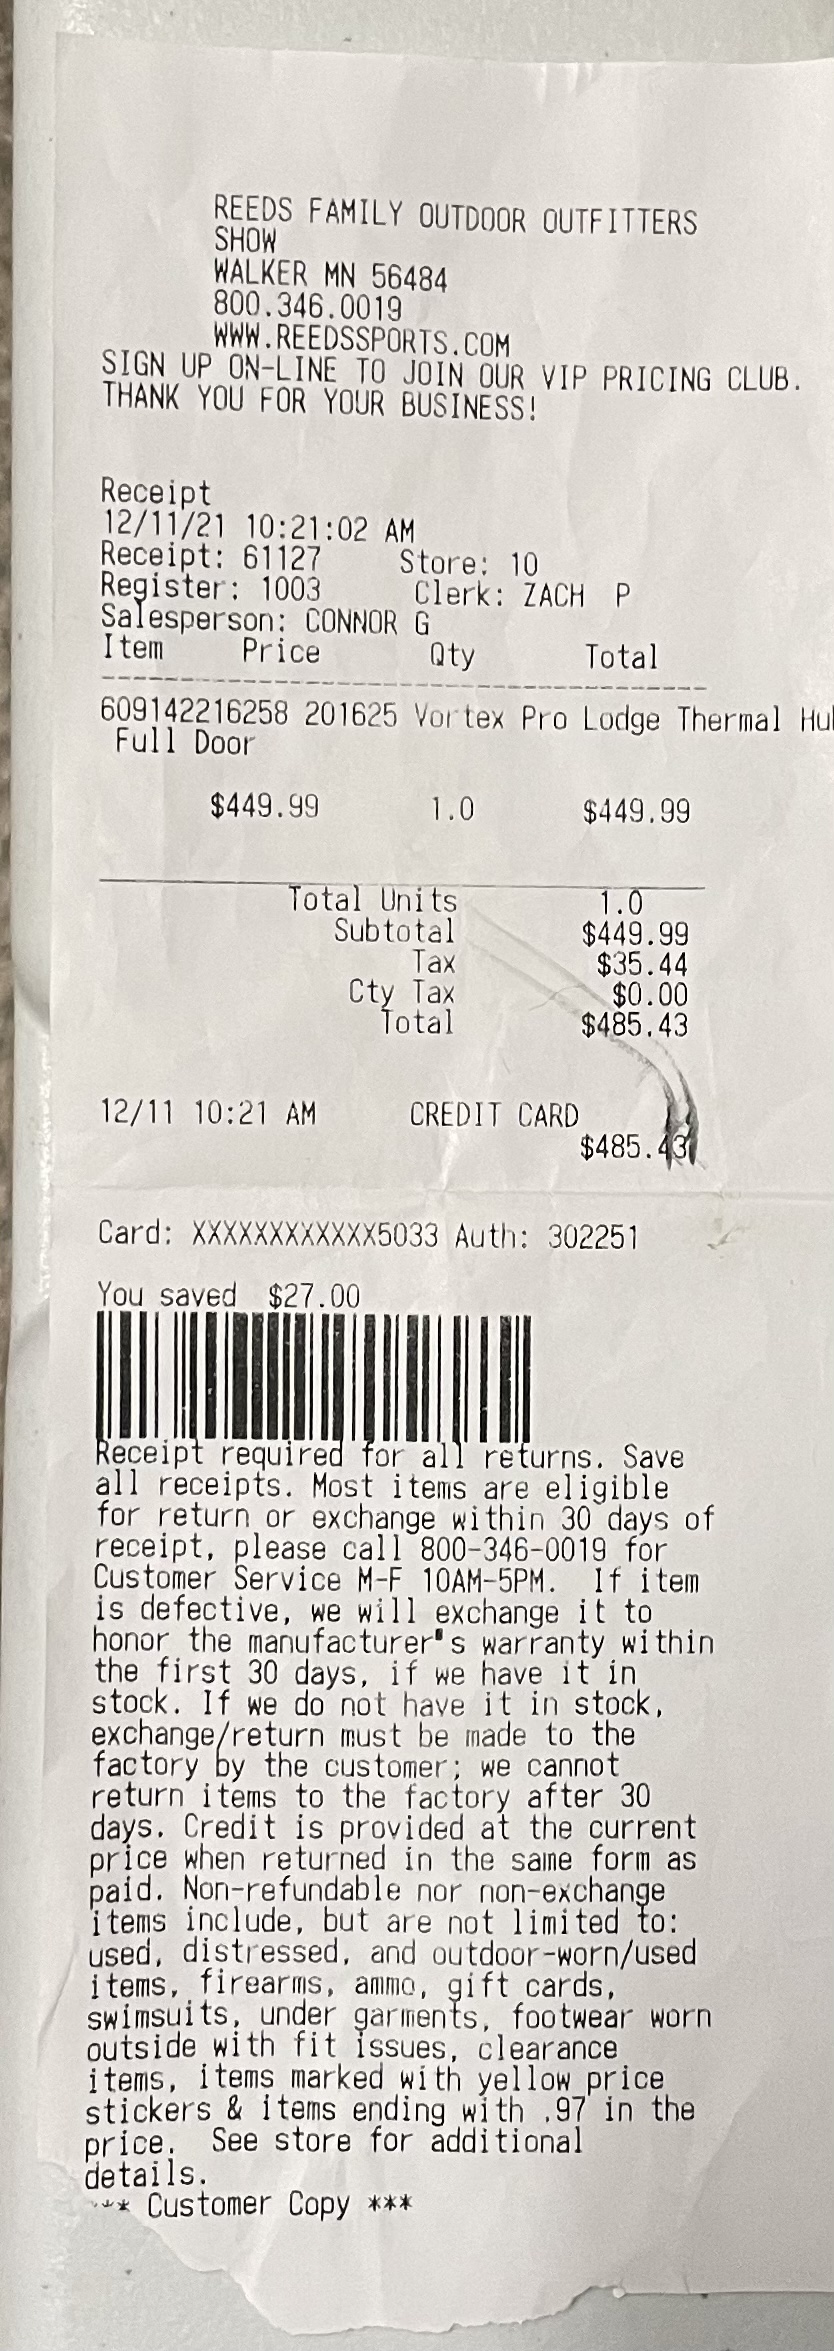 REEDS FAMILY OUTDOOR OUTFITTERS
SHOW
WALKER MN 56484
800.346.0019
WWW.REEDSSPORTS.COM
SIGN UP ON-LINE TO JOIN OUR VIP PRICING CLUB.
THANK YOU FOR YOUR BUSINESS!
Receipt
12/11/21 10:21:02 AM
Receipt: 61127 Store: 10
Register: 1003 Clerk: ZACH P
Salesperson: CONNOR G
Item Price Qty Total
609142216258 201625 Vortex Pro Lodge Thermal
Full Door
$449.99 1.0 $449.99
Total Units 1.0
Subtotal $449.99
Tax $35.44
Cty Tax $0.00
Total $485.43
12/11 10:21 AM CREDIT CARD
$485.43
Card: XXXXXXXXXXXX5033 Auth: 302251
You saved $27.00
Receipt required for all returns. Save
all receipts. Most items are eligible
for return or exchange within 30 days of
receipt, please call 800-346-0019 for
Customer Service M-F 10AM-5PM. If item
is defective, we will exchange it to
honor the manufacturer's warranty within
the first 30 days, if we have it in
stock. If we do not have it in stock,
exchange/return must be made to the
factory by the customer; we cannot
return items to the factory after 30
days. Credit is provided at the current
price when returned in the same form as
paid. Non-refundable nor non-exchange
items include, but are not limited to:
used, distressed, and outdoor-worn/used
items, firearms, ammo, gift cards,
swimsuits, under garments, footwear worn
outside with fit issues, clearance
items, items marked with yellow price
stickers & items ending with .97 in the
price. See store for additional
details.
*** Customer Copy ***